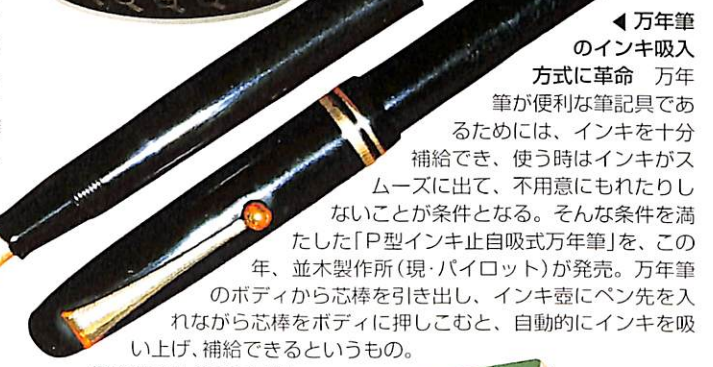 ◀万年筆
のインキ吸入
方式に革命 万年
筆が便利な筆記具であ
るためには、インキを十分
補給でき、使う時はインキがス
ムーズに出て、不用意にもれたりし
ないことが条件となる。そんな条件を満
たした「P型インキ止自吸式万年筆」を、この
年、並木製作所(現・パイロット)が発売。万年筆
のボディから芯棒を引き出し、インキ壺にペン先を入
れながら芯棒をボディに押しこむと、自動的にインキを吸
い上げ、補給できるというもの。